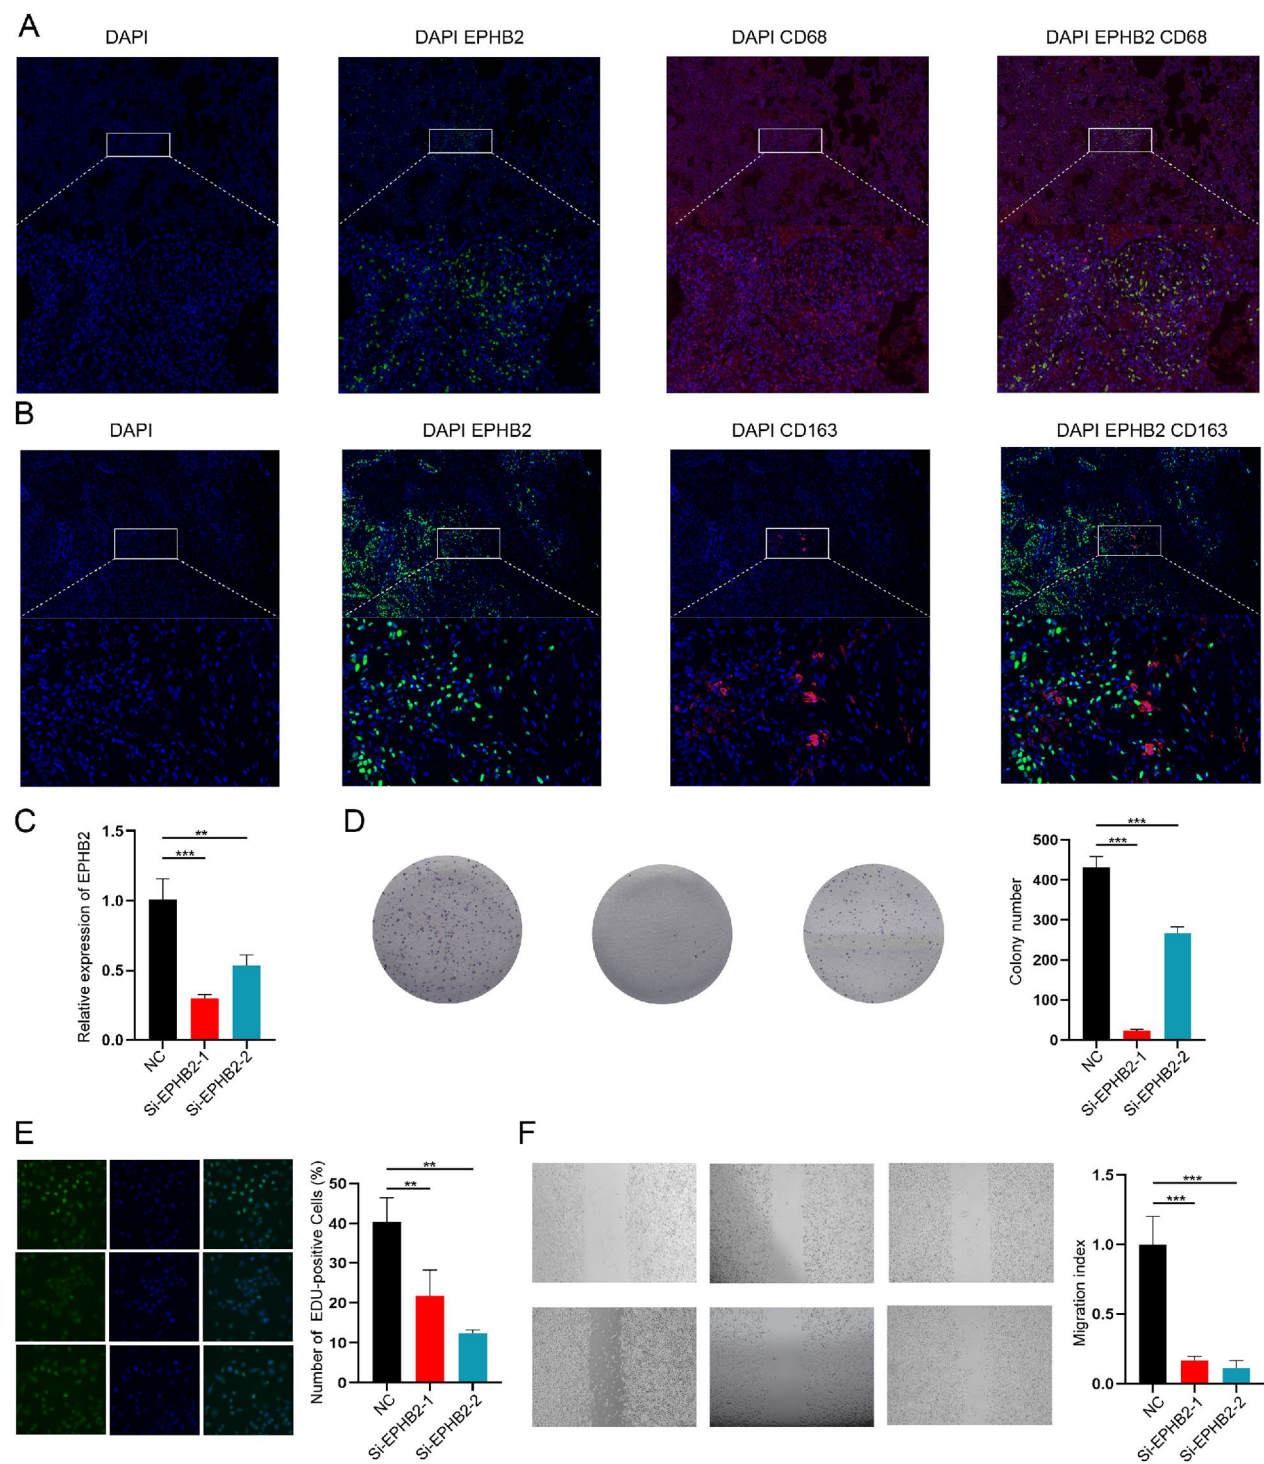 A
DAPI
DAPI EPHB2
DAPI CD68
DAPI EPHB2 CD68
B
DAPI
DAPI EPHB2
DAPI CD163
DAPI EPHB2 CD163
C
Relative expression of EPHB2
1.5
1.0
0.5
0.0
**
***
NC
Si-EPHB2-1
Si-EPHB2-2
D
Colony number
500
400
300
200
100
0
***
***
NC
Si-EPHB2-1
Si-EPHB2-2
E
Number of EDU-positive Cells (%)
50
40
30
20
10
0
**
**
NC
Si-EPHB2-1
Si-EPHB2-2
F
Migration index
1.5
1.0
0.5
0.0
***
***
NC
Si-EPHB2-1
Si-EPHB2-2